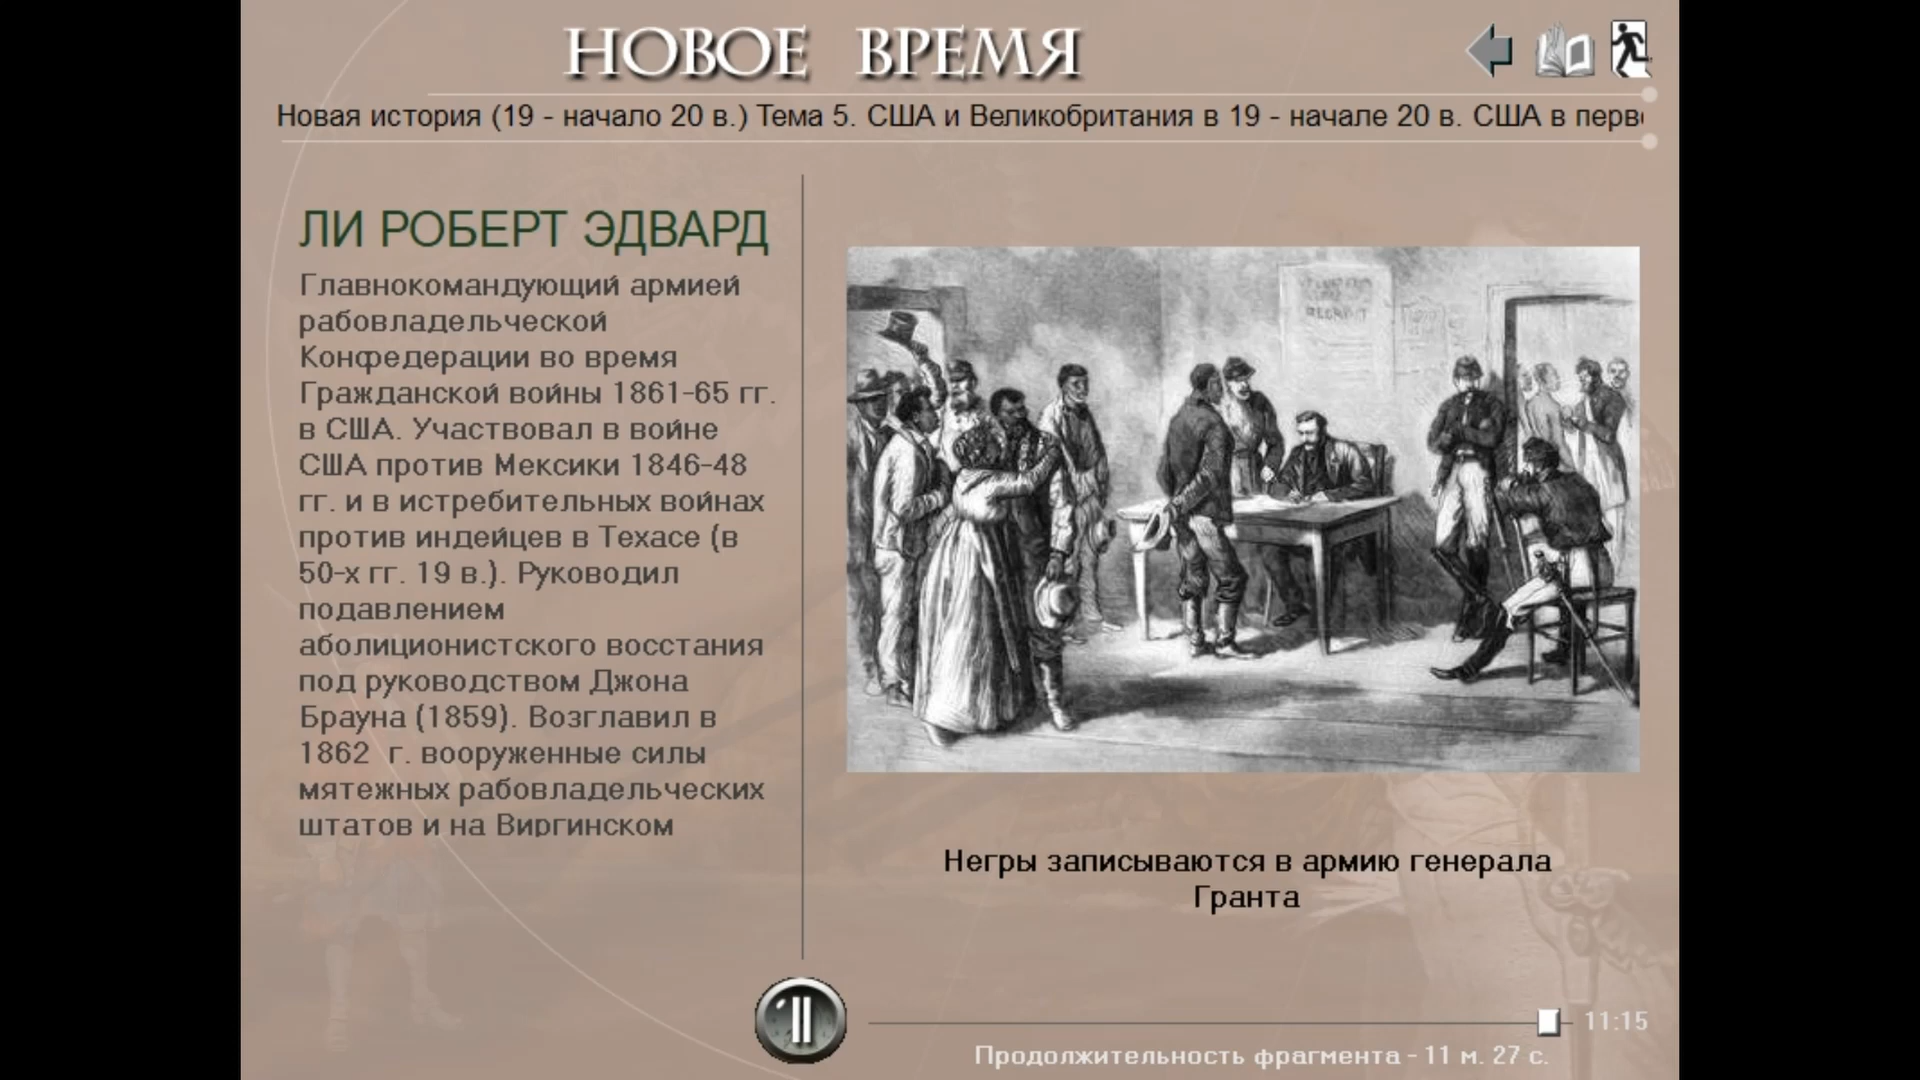 НОВОЕ ВРЕМЯ
Новая история (19 - начало 20 в.) Тема 5. США и Великобритания в 19 - начале 20 в. США в перв
ЛИ РОБЕРТ ЭДВАРД
Главнокомандующий армией
рабовладельческой
Конфедерации во время
Гражданской войны 1861-65 гг.
в США. Участвовал в войне
США против Мексики 1846-48
гг. и в истребительных войнах
против индейцев в Техасе (в
50-х гг. 19 в.). Руководил
подавлением
аболиционистского восстания
под руководством Джона
Брауна (1859). Возглавил в
1862 г. вооруженные силы
мятежных рабовладельческих
штатов и на Виргинском
Негры записываются в армию генерала
Гранта
11:15
Продолжительность фрагмента - 11 м. 27 с.